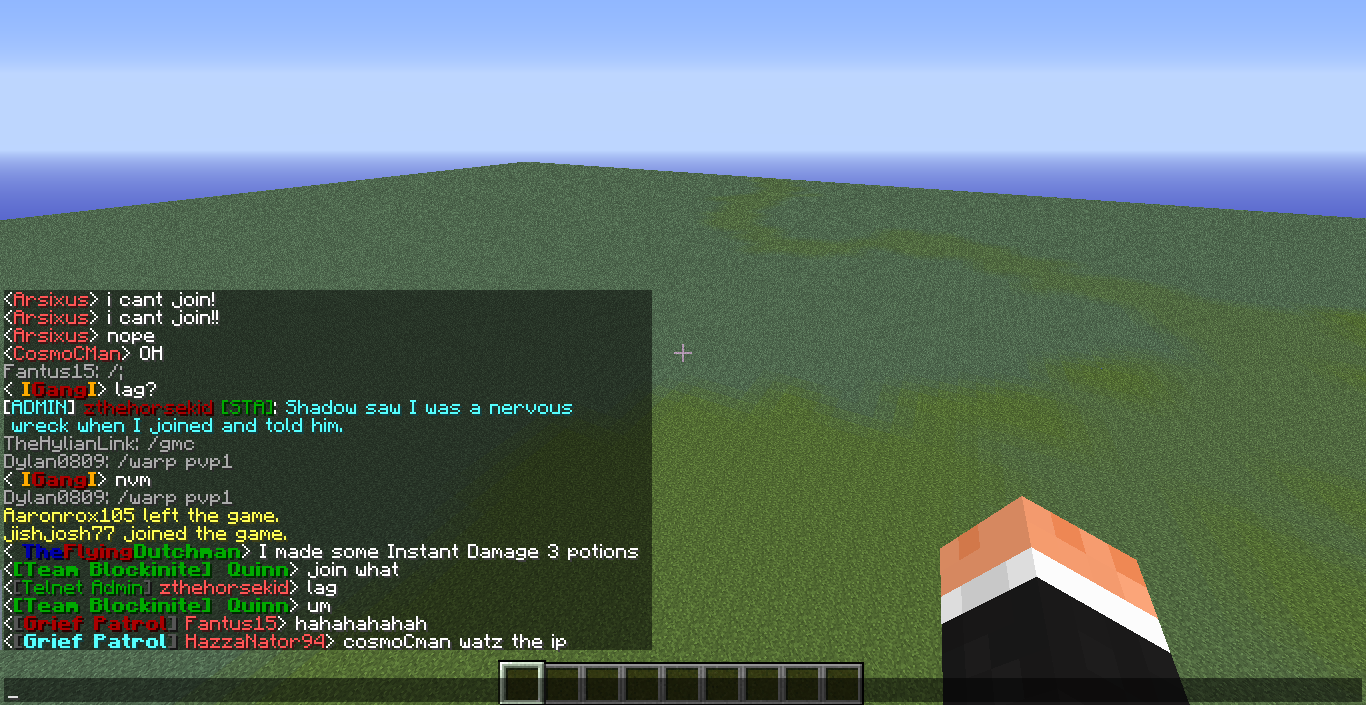 <Arsixus> i cant join!
<Arsixus> i cant join!!
<Arsixus> nope
<CosmoCMan> OH
Fantus15: /;
< IGangI> lag?
[ADMIN] zthehorsekid [STA]: Shadow saw I was a nervous
wreck when I joined and told him.
TheHylianLink: /gmc
Dylan0809: /warp pvp1
< IGangI> nvm
Dylan0809: /warp pvp1
Aaronrox105 left the game.
jishjosh77 joined the game.
< TheFlyingDutchman> I made some Instant Damage 3 potions
<[Team Blockinite] Quinn> join what
<[Telnet Admin] zthehorsekid> lag
<[Team Blockinite] Quinn> um
<[Grief Patrol] Fantus15> hahahahahah
<[Grief Patrol] HazzaNator94> cosmoCman watz the ip
_